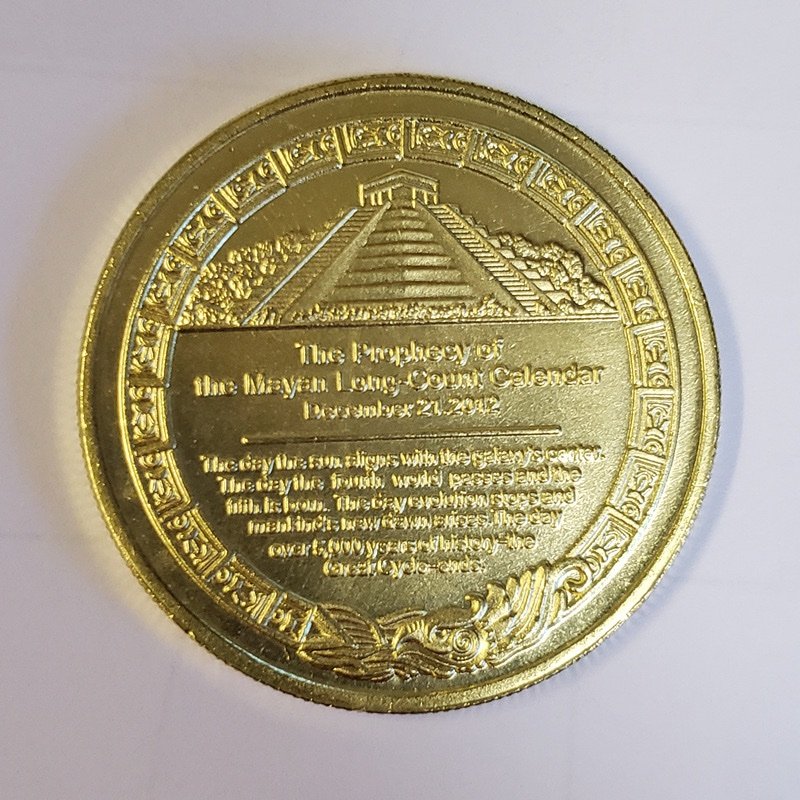 The Prophecy of
the Mayan Long-Count Calendar
December 21.2012
The day the sun aligns with the galaxy's center.
The day the fourth world passes and the
fifth is born. The day evolution stops and
mankind's new dawn arises. The day
over 5,000 years of history-the
Great Cycle-ends.